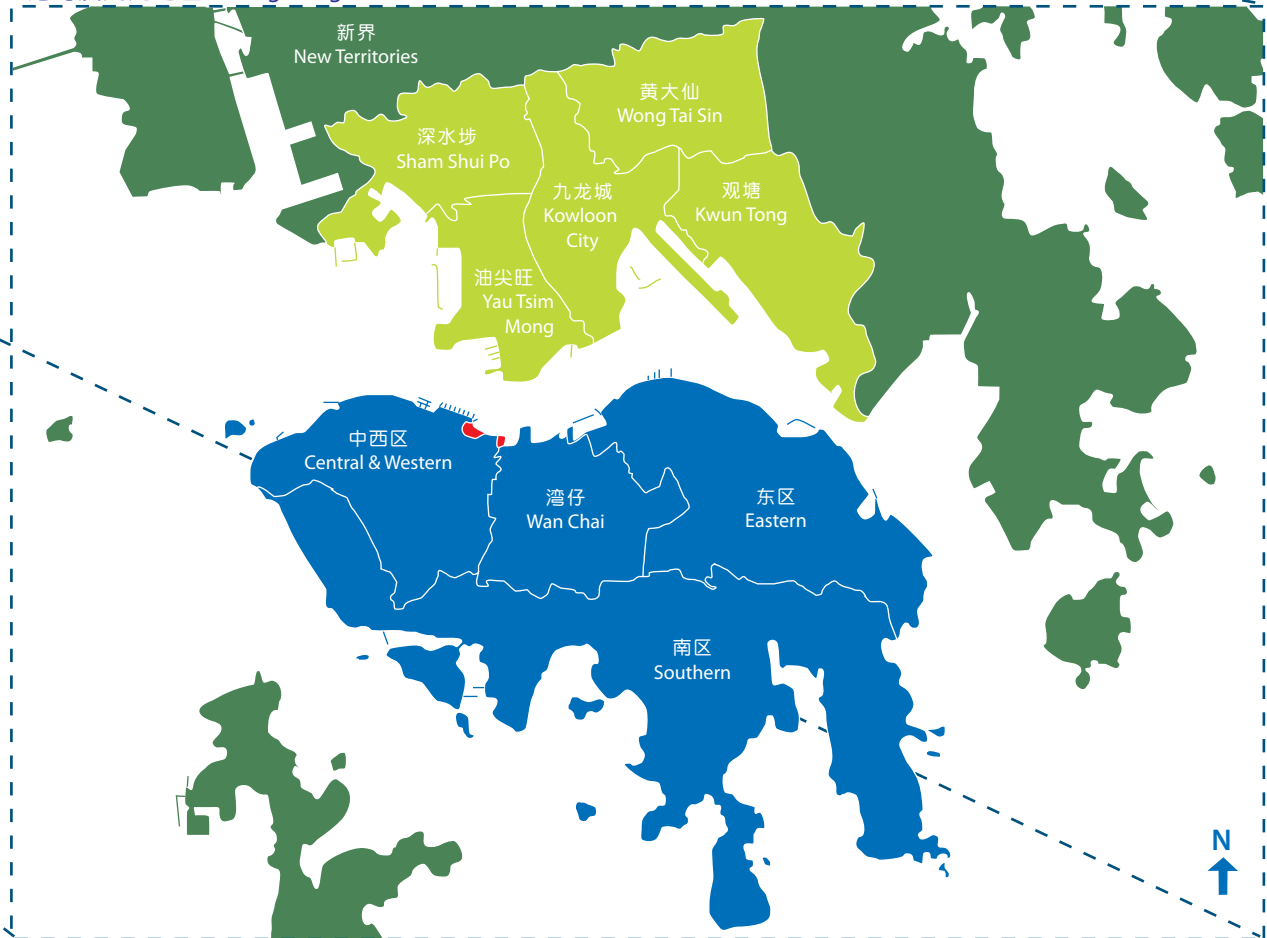 新界
New Territories
黄大仙
Wong Tai Sin
深水埗
Sham Shui Po
九龙城
Kowloon
City
观塘
Kwun Tong
油尖旺
Yau Tsim
Mong
中西区
Central & Western
湾仔
Wan Chai
东区
Eastern
南区
Southern
N